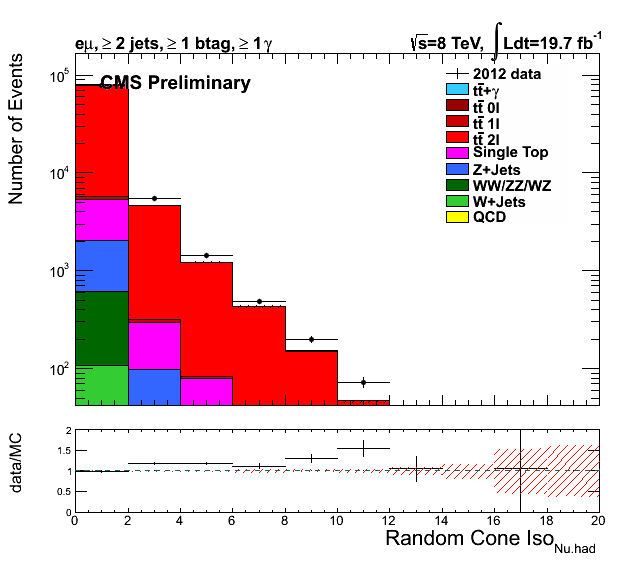 eμ, ≥ 2 jets, ≥ 1 btag, ≥ 1 γ
√s=8 TeV, ∫ Ldt=19.7 fb⁻¹
CMS Preliminary
Number of Events
10⁵
10⁴
10³
10²
2012 data
tt̄+γ
tt̄ 0l
tt̄ 1l
tt̄ 2l
Single Top
Z+Jets
WW/ZZ/WZ
W+Jets
QCD
data/MC
2
1.5
1
0.5
0
0 2 4 6 8 10 12 14 16 18 20
Random Cone Iso_Nu.had